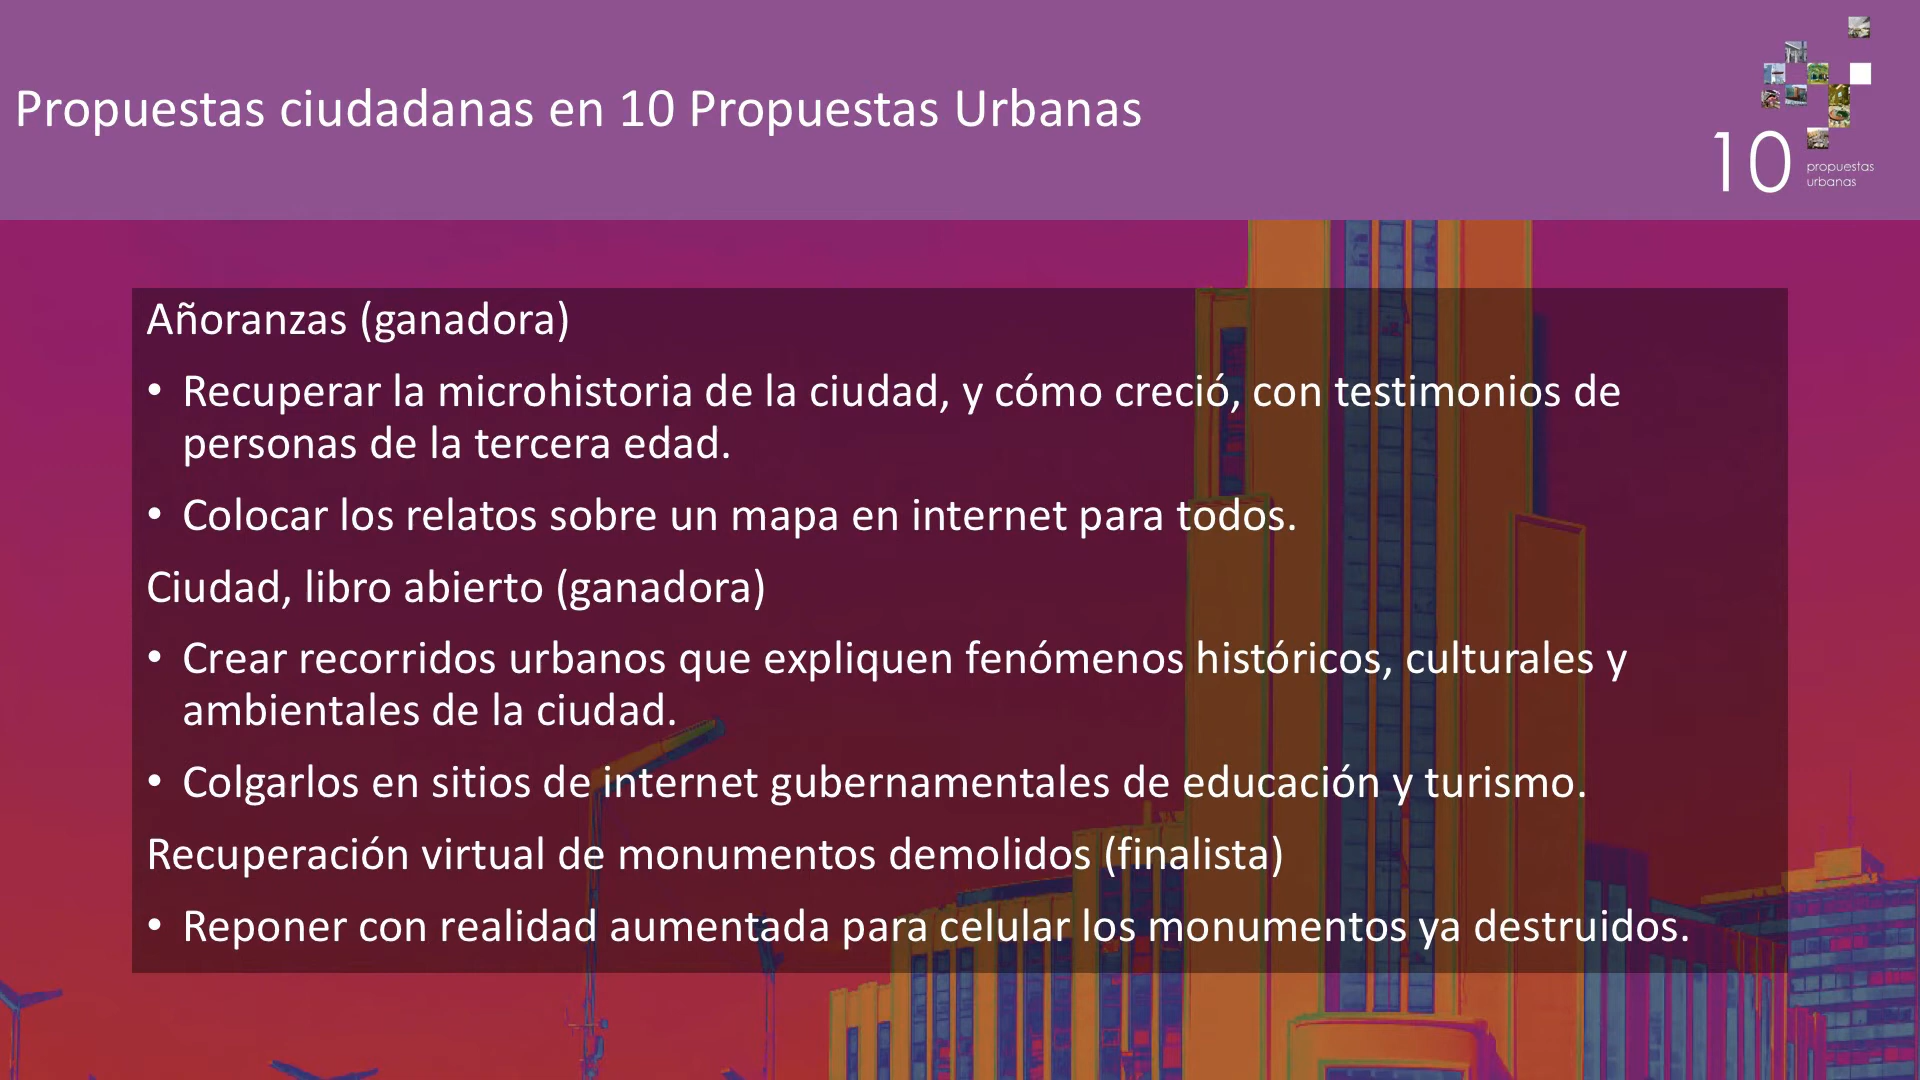 Propuestas ciudadanas en 10 Propuestas Urbanas
10 propuestas
urbanas
Añoranzas (ganadora)
• Recuperar la microhistoria de la ciudad, y cómo creció, con testimonios de
personas de la tercera edad.
• Colocar los relatos sobre un mapa en internet para todos.
Ciudad, libro abierto (ganadora)
• Crear recorridos urbanos que expliquen fenómenos históricos, culturales y
ambientales de la ciudad.
• Colgarlos en sitios de internet gubernamentales de educación y turismo.
Recuperación virtual de monumentos demolidos (finalista)
• Reponer con realidad aumentada para celular los monumentos ya destruidos.